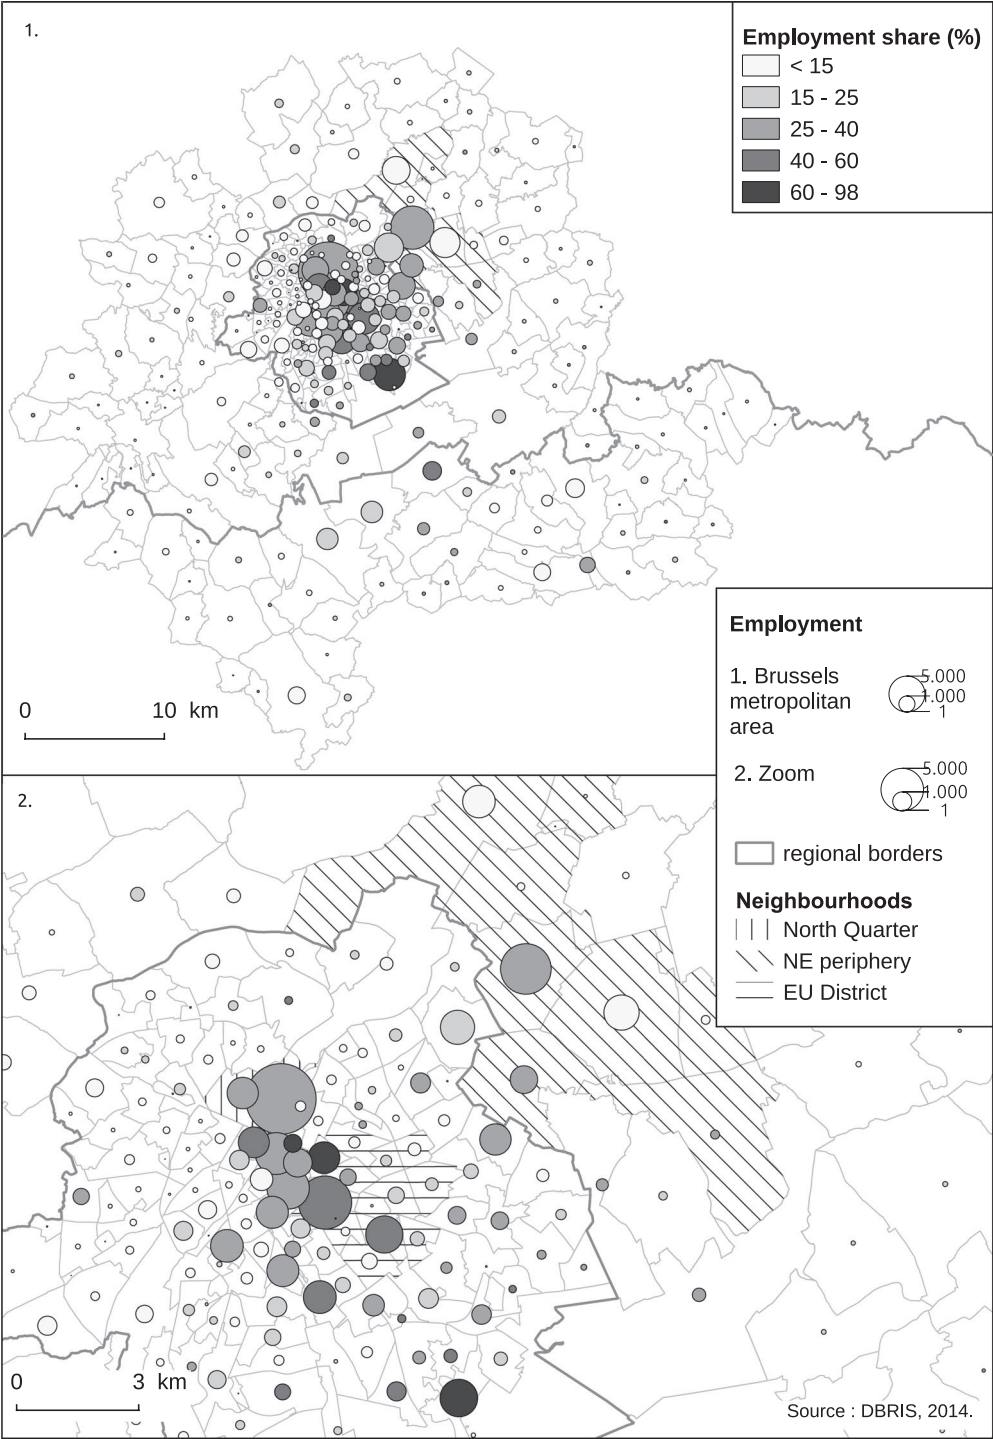 1.
Employment share (%)
< 15
15 - 25
25 - 40
40 - 60
60 - 98
0 10 km
Employment
1. Brussels
metropolitan
area
5.000
1.000
1
2. Zoom
5.000
1.000
1
regional borders
Neighbourhoods
North Quarter
NE periphery
EU District
2.
0 3 km
Source : DBRIS, 2014.